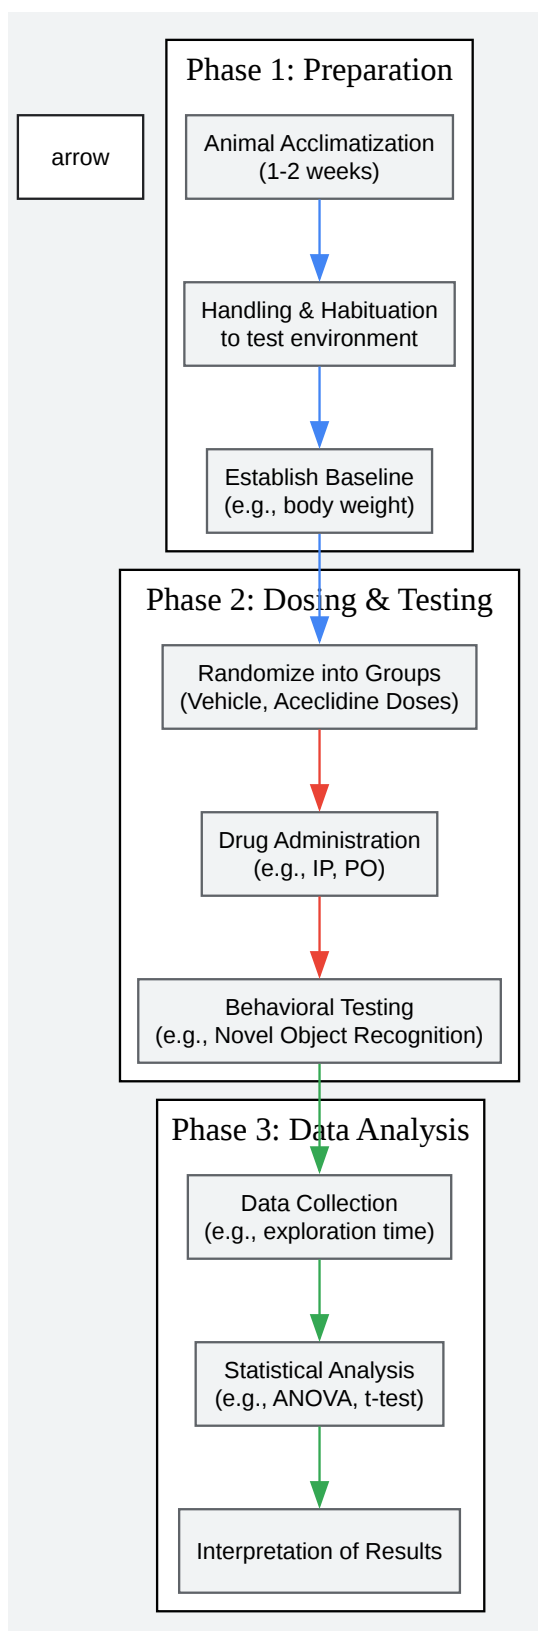 Phase 1: Preparation
arrow
Animal Acclimatization
(1-2 weeks)
Handling & Habituation
to test environment
Establish Baseline
(e.g., body weight)
Phase 2: Dosing & Testing
Randomize into Groups
(Vehicle, Aceclidine Doses)
Drug Administration
(e.g., IP, PO)
Behavioral Testing
(e.g., Novel Object Recognition)
Phase 3: Data Analysis
Data Collection
(e.g., exploration time)
Statistical Analysis
(e.g., ANOVA, t-test)
Interpretation of Results